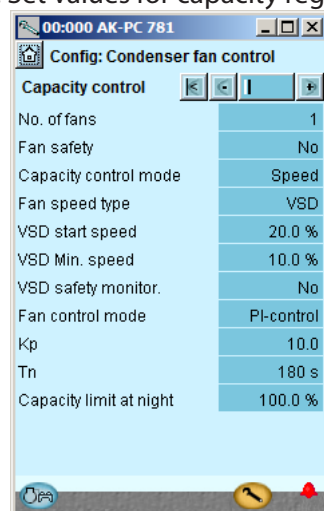 Set values for capacity reg
00:000 AK-PC 781
Config: Condenser fan control
Capacity control
No. of fans 1
Fan safety No
Capacity control mode Speed
Fan speed type VSD
VSD start speed 20.0 %
VSD Min. speed 10.0 %
VSD safety monitor. No
Fan control mode PI-control
Kp 10.0
Tn 180 s
Capacity limit at night 100.0 %